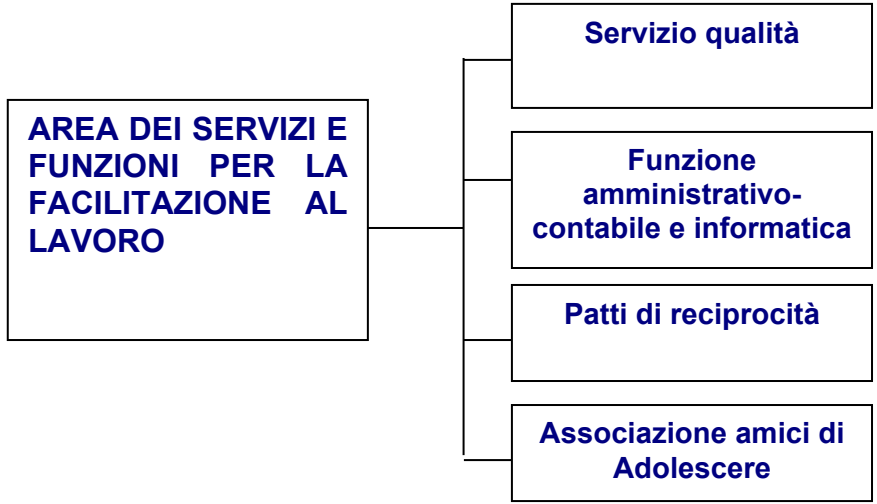 AREA DEI SERVIZI E
FUNZIONI PER LA
FACILITAZIONE AL
LAVORO
Servizio qualità
Funzione
amministrativo-
contabile e informatica
Patti di reciprocità
Associazione amici di
Adolescere